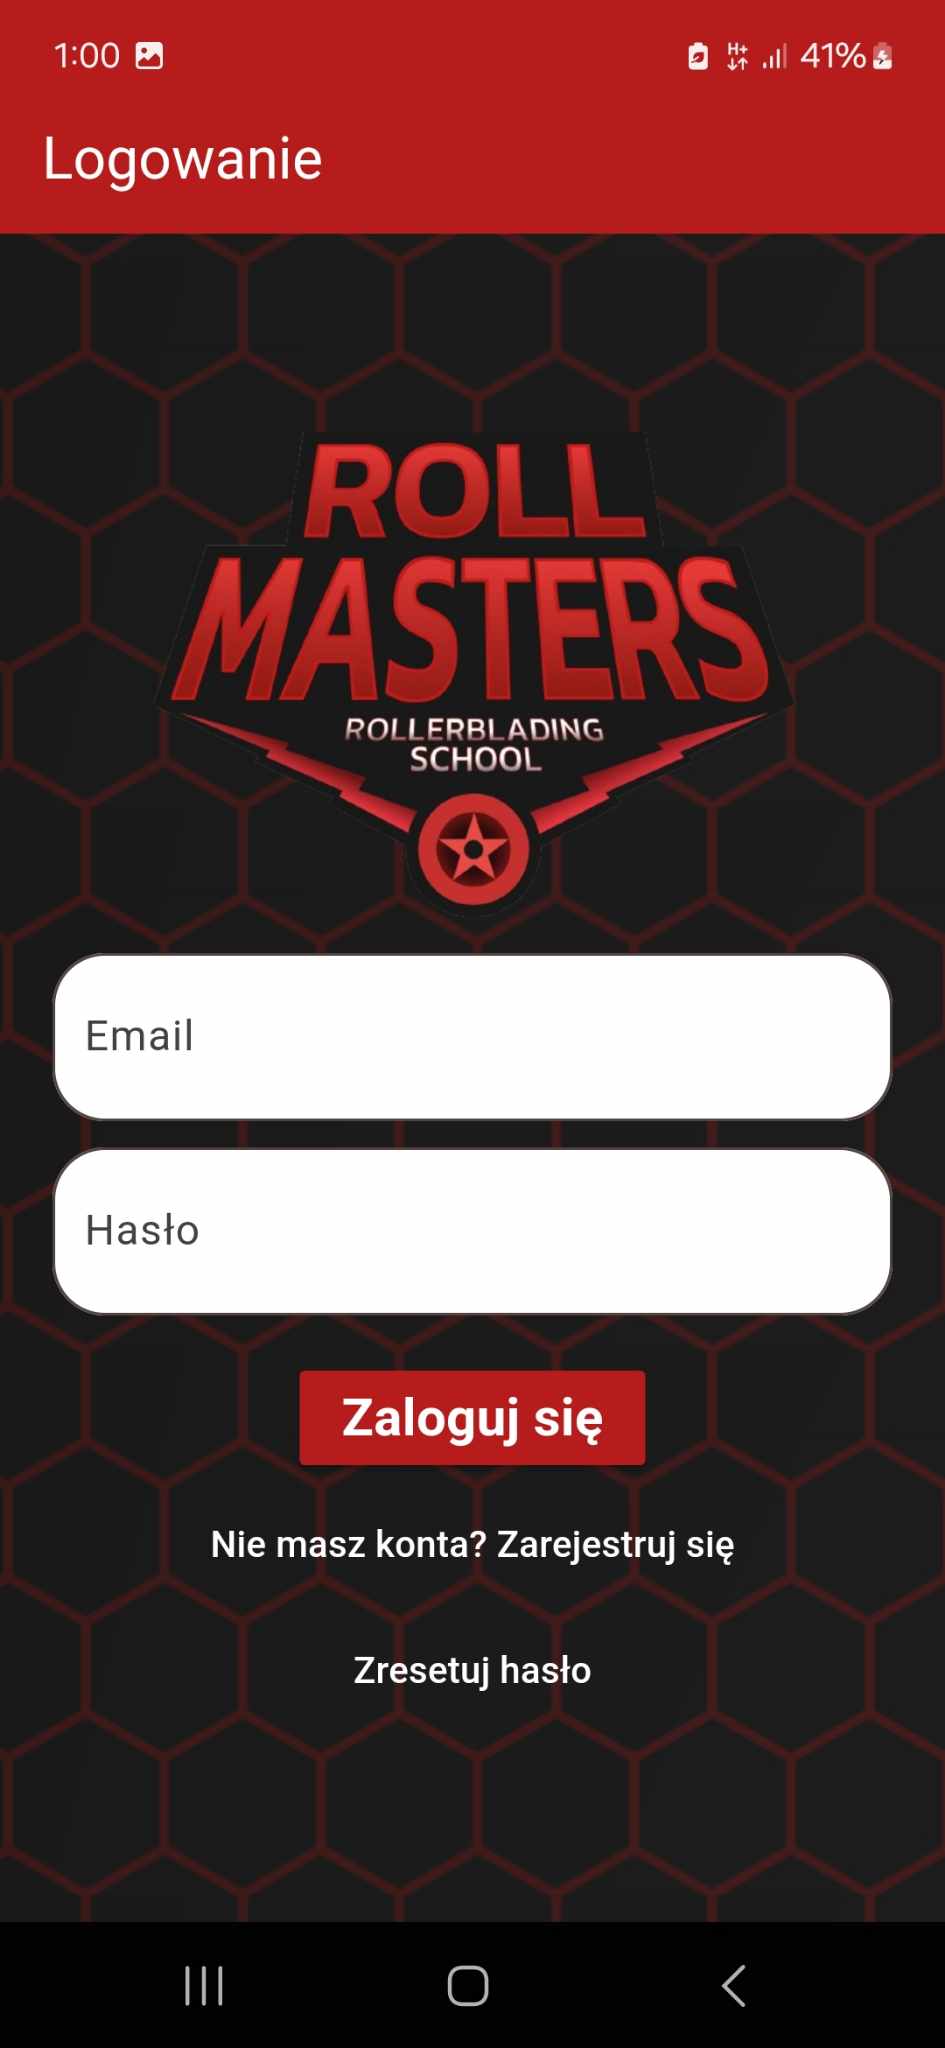 1:00 H+ 41%
Logowanie
ROLL
MASTERS
ROLLERBLADING
SCHOOL
Email
Hasło
Zaloguj się
Nie masz konta? Zarejestruj się
Zresetuj hasło